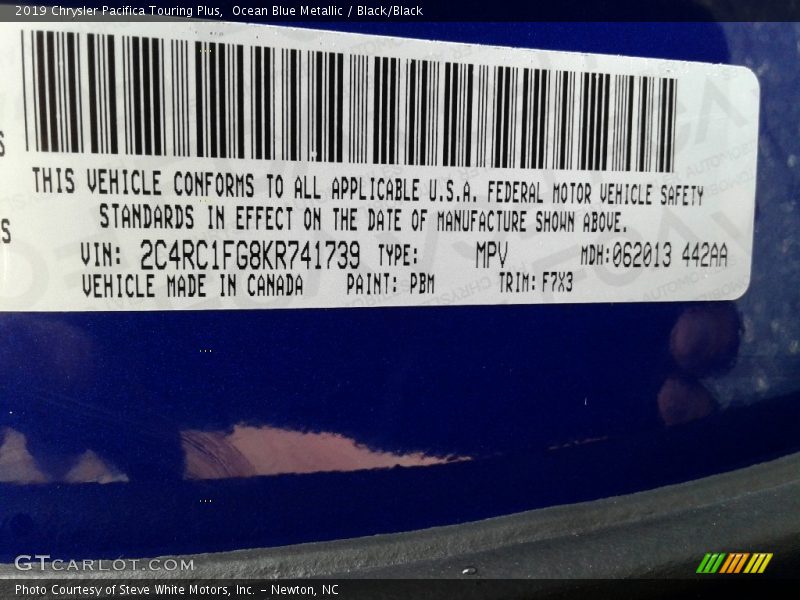 2019 Chrysler Pacifica Touring Plus,  Ocean Blue Metallic / Black/Black
S
THIS VEHICLE CONFORMS TO ALL APPLICABLE U.S.A. FEDERAL MOTOR VEHICLE SAFETY
STANDARDS IN EFFECT ON THE DATE OF MANUFACTURE SHOWN ABOVE.
S
VIN: 2C4RC1FG8KR741739 TYPE: MPV MDH:062013 442AA
VEHICLE MADE IN CANADA PAINT: PBM TRIM: F7X3
GTCARLOT.COM
Photo Courtesy of Steve White Motors, Inc. – Newton, NC